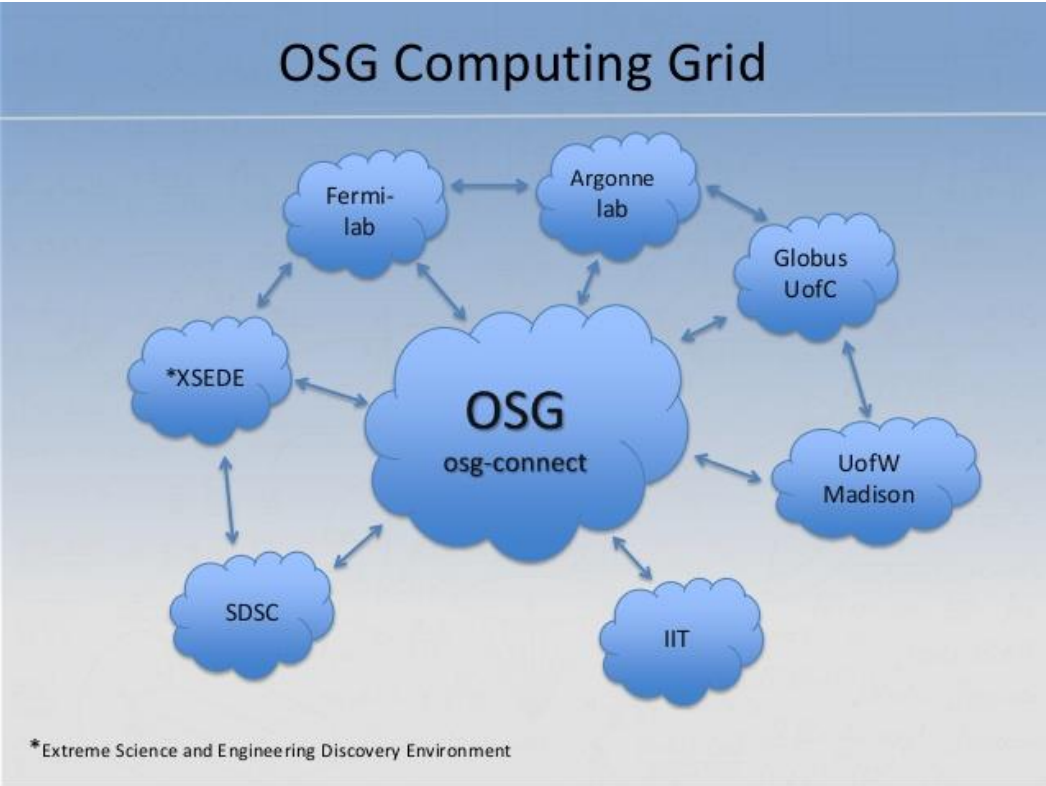 OSG Computing Grid
Fermi-
lab
Argonne
lab
Globus
UofC
*XSEDE
OSG
osg-connect
UofW
Madison
SDSC
IIT
*Extreme Science and Engineering Discovery Environment